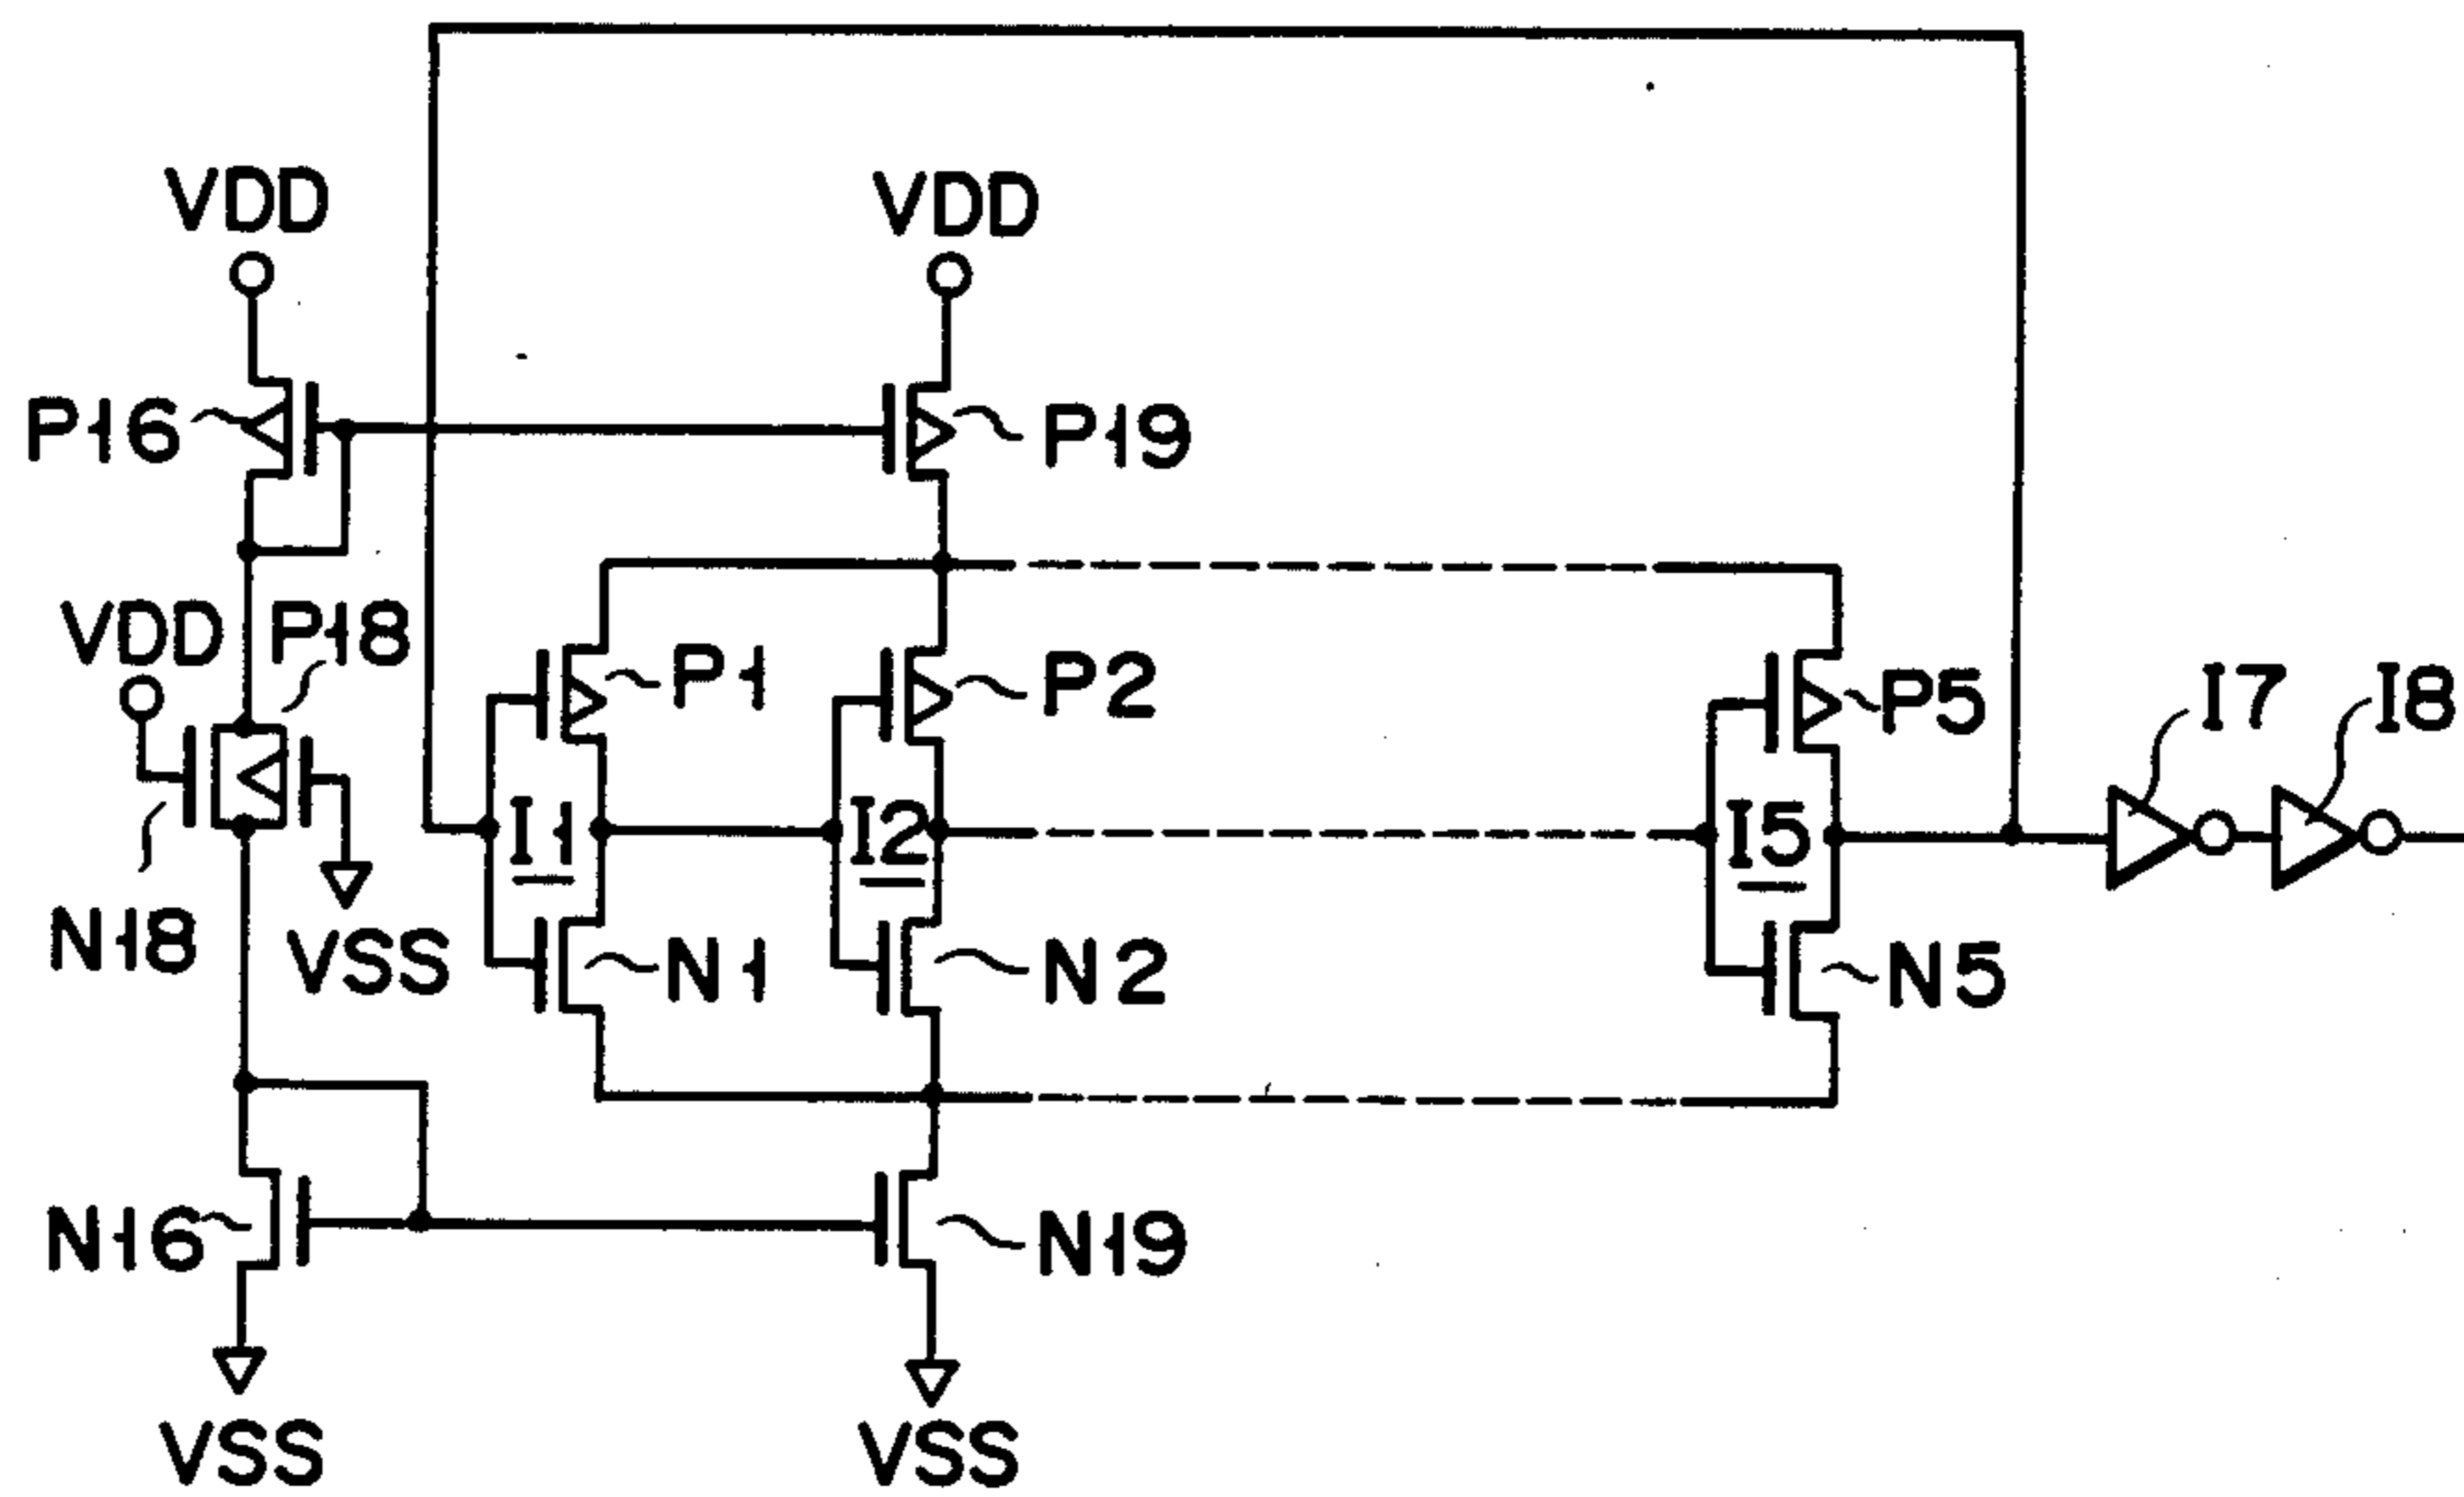 VDD VDD
P16 P19
VDD P18
P1 P2 P5 I7 I8
I1 I2 I5
N18 VSS N1 N2 N5
N16 N19
VSS VSS